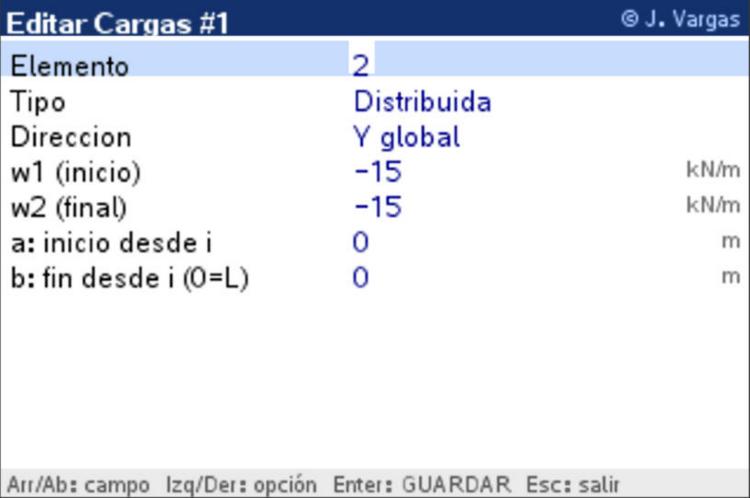 Editar Cargas #1 © J. Vargas
Elemento 2
Tipo Distribuida
Direccion Y global
w1 (inicio) -15 kN/m
w2 (final) -15 kN/m
a: inicio desde i 0 m
b: fin desde i (0=L) 0 m
Arr/Ab: campo Izq/Der: opción Enter: GUARDAR Esc: salir